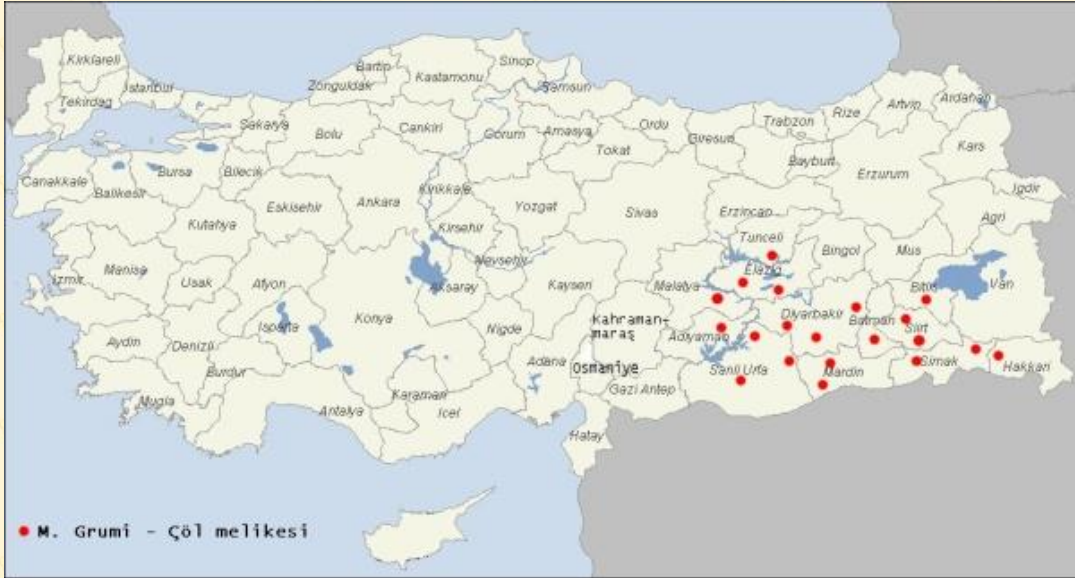 Kirklareli
Tekirdag
Istanbul
Bartin
Zonguldak
Kastamonu
Sinop
Samsun
Sakarya
Bolu
Cankiri
Corum
Amasya
Ordu
Giresun
Trabzon
Rize
Artvin
Ardahan
Kars
Tokat
Bayburt
Erzurum
Igdir
Agri
Canakkale
Balikesir
Bursa
Bilecik
Eskisehir
Ankara
Kirikkale
Yozgat
Sivas
Erzincan
Tunceli
Bingol
Mus
Kutahya
Kirsehir
Nevsehir
Kayseri
Malatya
Elazig
Bitlis
Van
Manisa
Izmir
Usak
Afyon
Aksaray
Konya
Isparta
Nigde
Kahraman-
maraş
Adiyaman
Diyarbakir
Batman
Siirt
Aydin
Denizli
Burdur
Mugla
Antalya
Karaman
Icel
Adana
Osmaniye
Gazi Antep
Sanli Urfa
Mardin
Sirnak
Hakkari
Hatay
M. Grumi - Çöl melikesi